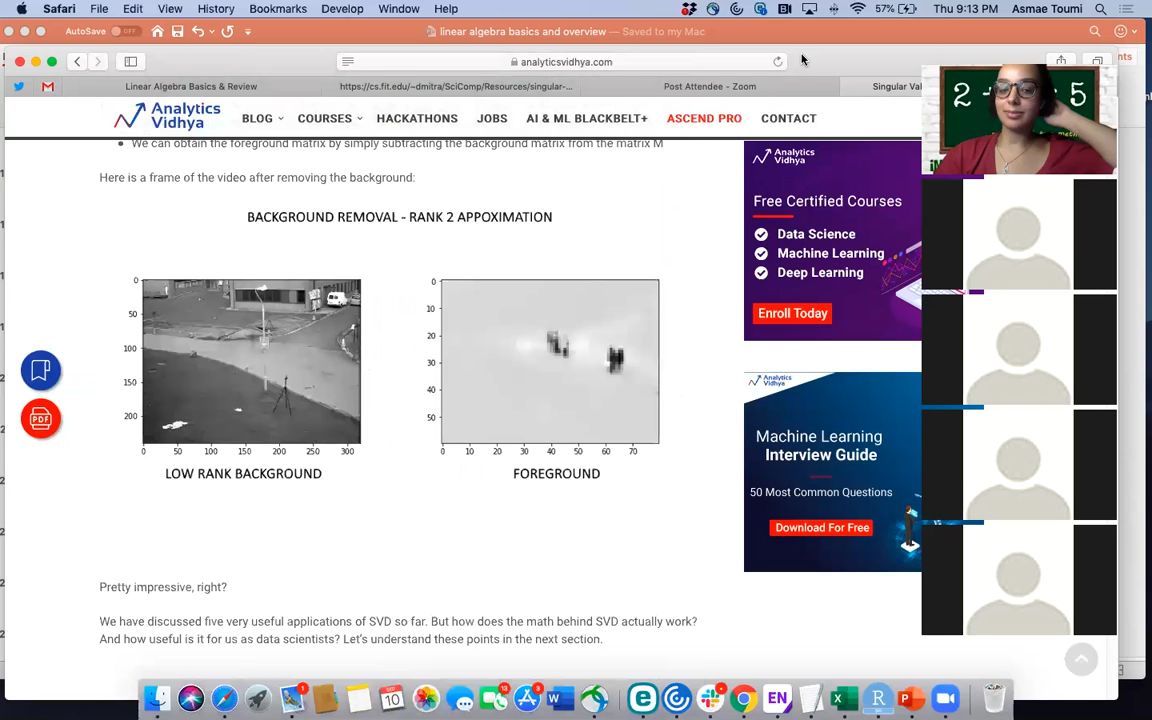 Safari File Edit View History Bookmarks Develop Window Help 57% Thu 9:13 PM Asmae Toumi
AutoSave OFF linear algebra basics and overview — Saved to my Mac
analyticsvidhya.com
Linear Algebra Basics & Review https://cs.fit.edu/~dmitra/SciComp/Resources/singular-... Post Attendee - Zoom Singular Val
Analytics
Vidhya
BLOG COURSES HACKATHONS JOBS AI & ML BLACKBELT+ ASCEND PRO CONTACT
We can obtain the foreground matrix by simply subtracting the background matrix from the matrix M
Here is a frame of the video after removing the background:
BACKGROUND REMOVAL - RANK 2 APPOXIMATION
0
50
100
150
200
0 50 100 150 200 250 300
LOW RANK BACKGROUND
0
10
20
30
40
50
0 10 20 30 40 50 60 70
FOREGROUND
PDF
Pretty impressive, right?
We have discussed five very useful applications of SVD so far. But how does the math behind SVD actually work?
And how useful is it for us as data scientists? Let's understand these points in the next section.
Analytics
Vidhya
Free Certified Courses
Data Science
Machine Learning
Deep Learning
Enroll Today
Analytics
Vidhya
Machine Learning
Interview Guide
50 Most Common Questions
Download For Free
2 5
SEP
10
EN